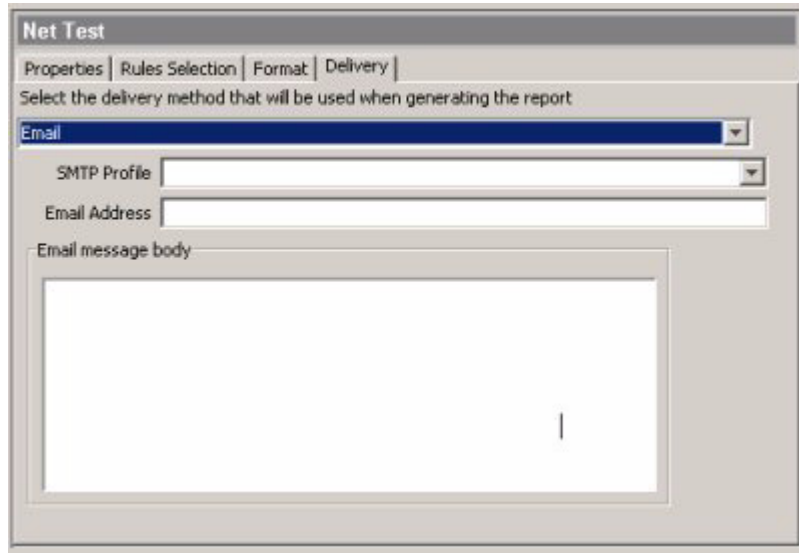 Net Test
Properties Rules Selection Format Delivery
Select the delivery method that will be used when generating the report
Email
SMTP Profile
Email Address
Email message body